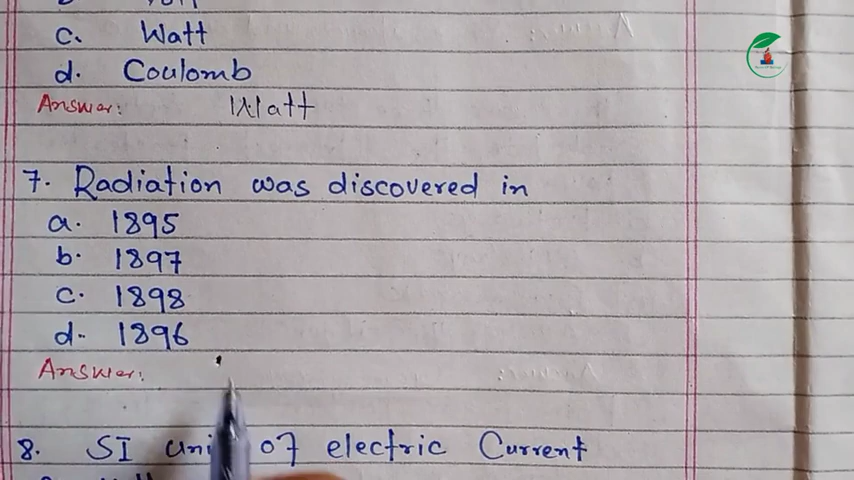 c. Watt
d. Coulomb
Answer: Watt
7. Radiation was discovered in
a. 1895
b. 1897
c. 1898
d. 1896
Answer:
8. SI unit of electric Current